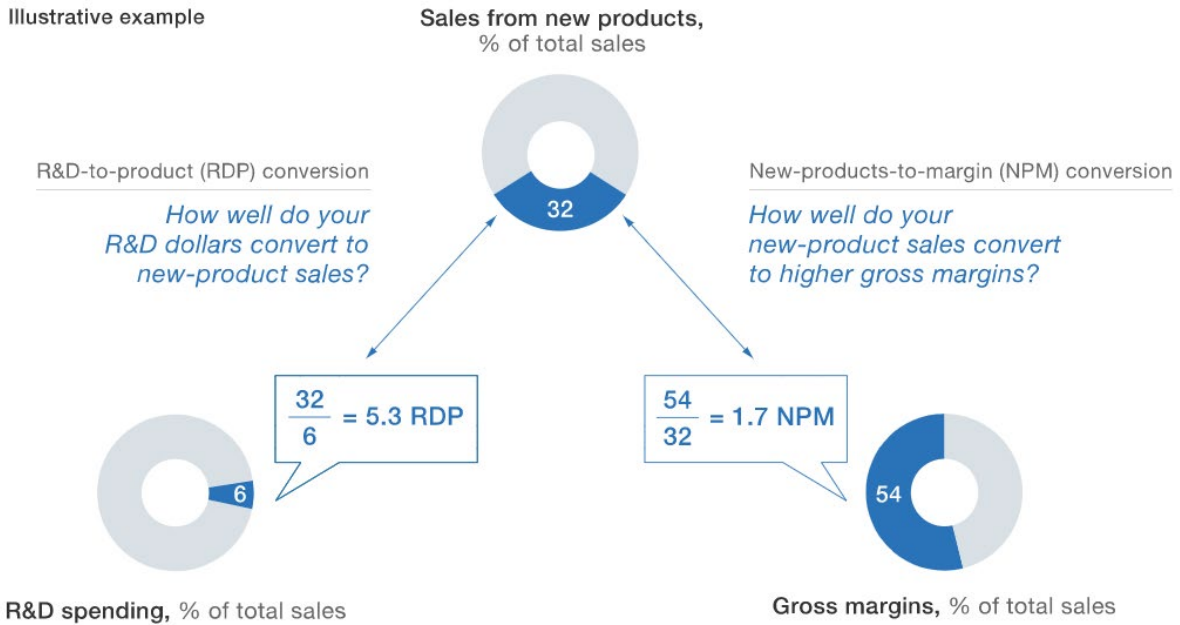 Illustrative example
Sales from new products,
% of total sales
32
R&D-to-product (RDP) conversion
How well do your
R&D dollars convert to
new-product sales?
New-products-to-margin (NPM) conversion
How well do your
new-product sales convert
to higher gross margins?
32
6
= 5.3 RDP
54
32
= 1.7 NPM
6
54
R&D spending, % of total sales
Gross margins, % of total sales